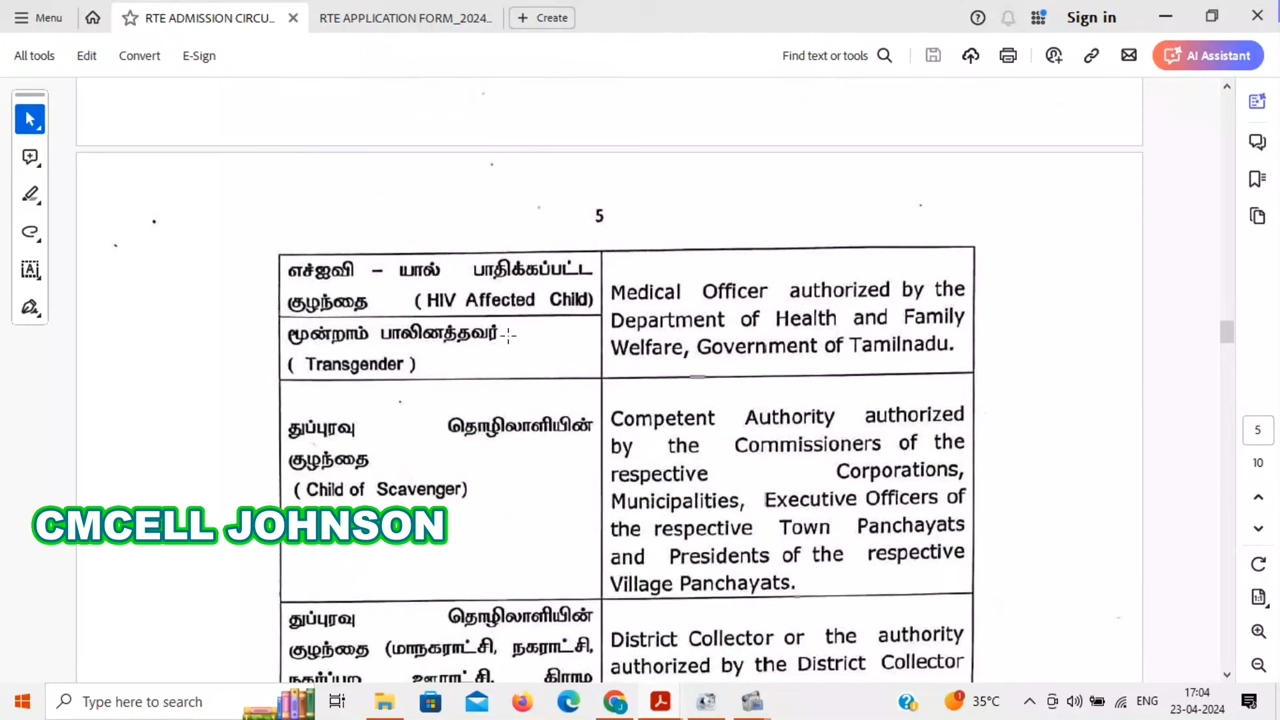 Menu
RTE ADMISSION CIRCU...
RTE APPLICATION FORM_2024...
Create
Sign in
All tools
Edit
Convert
E-Sign
Find text or tools
AI Assistant
5
எச்ஐவி – யால் பாதிக்கப்பட்ட
குழந்தை ( HIV Affected Child)
மூன்றாம் பாலினத்தவர்
( Transgender )
Medical Officer authorized by the
Department of Health and Family
Welfare, Government of Tamilnadu.
துப்புரவு தொழிலாளியின்
குழந்தை
( Child of Scavenger)
Competent Authority authorized
by the Commissioners of the
respective Corporations,
Municipalities, Executive Officers of
the respective Town Panchayats
and Presidents of the respective
Village Panchayats.
துப்புரவு தொழிலாளியின்
குழந்தை (மாநகராட்சி, நகராட்சி,
நகர்ப்புற ஊராட்சி, கிராம
District Collector or the authority
authorized by the District Collector
CMCELL JOHNSON
5
10
Type here to search
35°C
ENG
17:04
23-04-2024